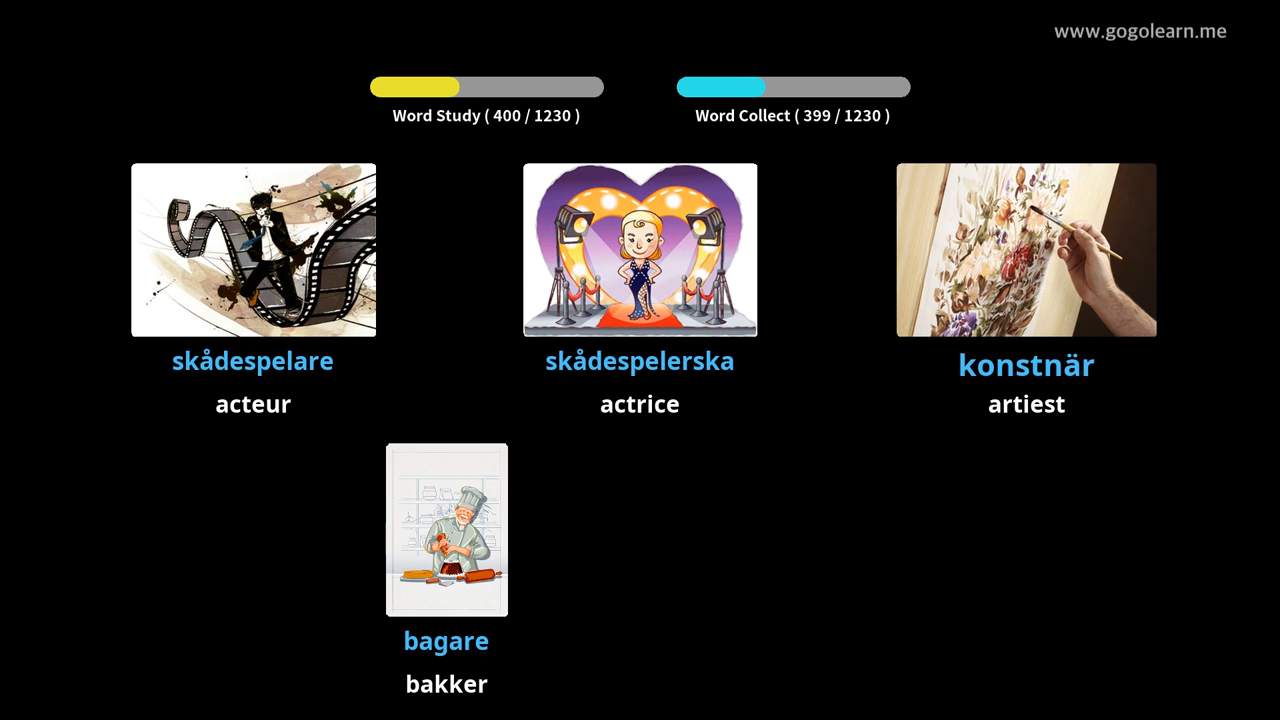 www.gogolearn.me
Word Study ( 400 / 1230 )
Word Collect ( 399 / 1230 )
skådespelare
skådespelerska
konstnär
acteur
actrice
artiest
bagare
bakker